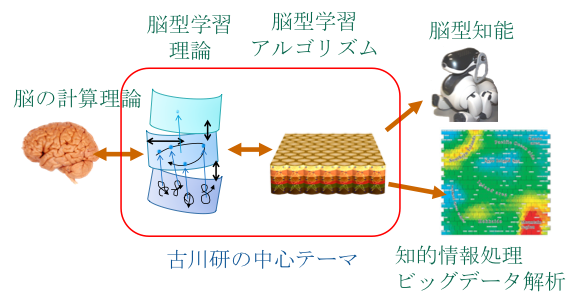 脳型学習
理論
脳型学習
アルゴリズム
脳型知能
脳の計算理論
古川研の中心テーマ
知的情報処理
ビッグデータ解析